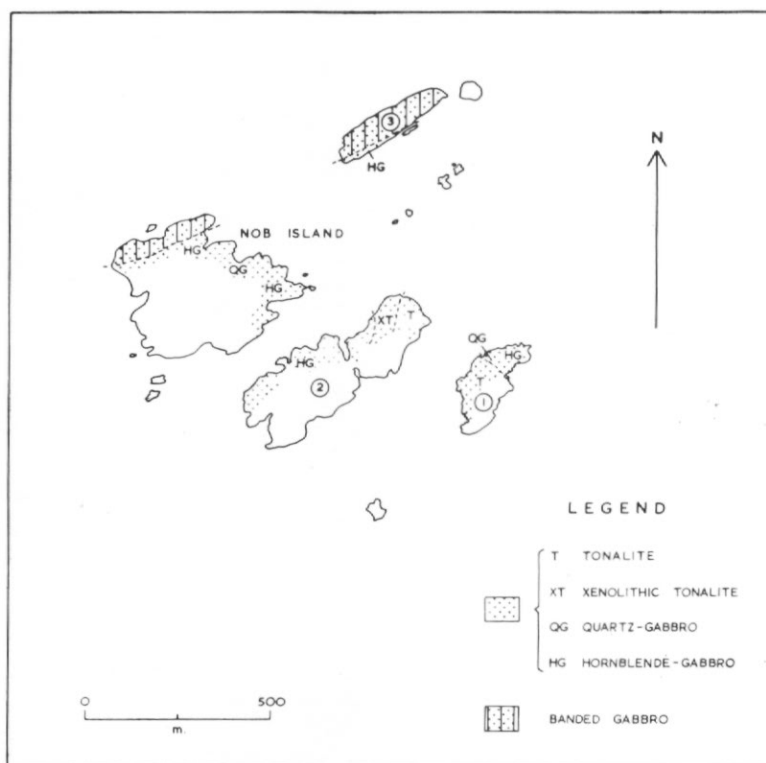 3
N
HG
NOB ISLAND
HG
QG
HG
XT
T
QG
HG
HG
2
T
1
LEGEND
T TONALITE
XT XENOLITHIC TONALITE
QG QUARTZ-GABBRO
HG HORNBLENDE-GABBRO
0 500
m.
BANDED GABBRO